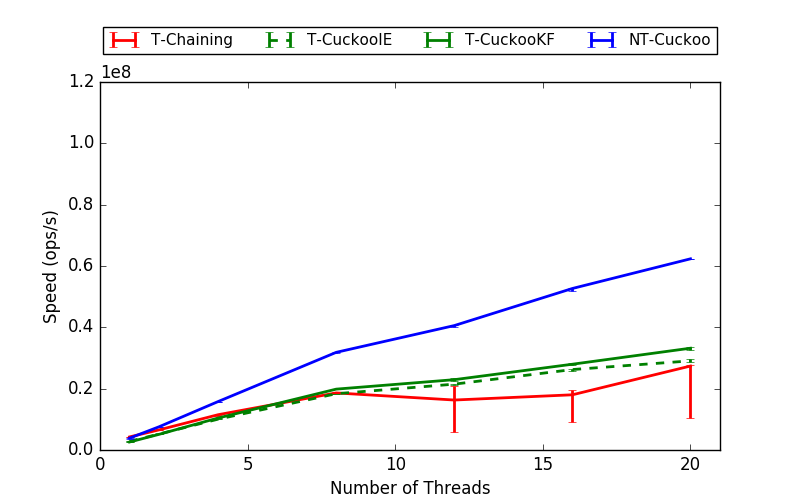 T-Chaining T-CuckooIE T-CuckooKF NT-Cuckoo
1e8
1.2
1.0
0.8
0.6
0.4
0.2
0.0
Speed (ops/s)
0 5 10 15 20
Number of Threads